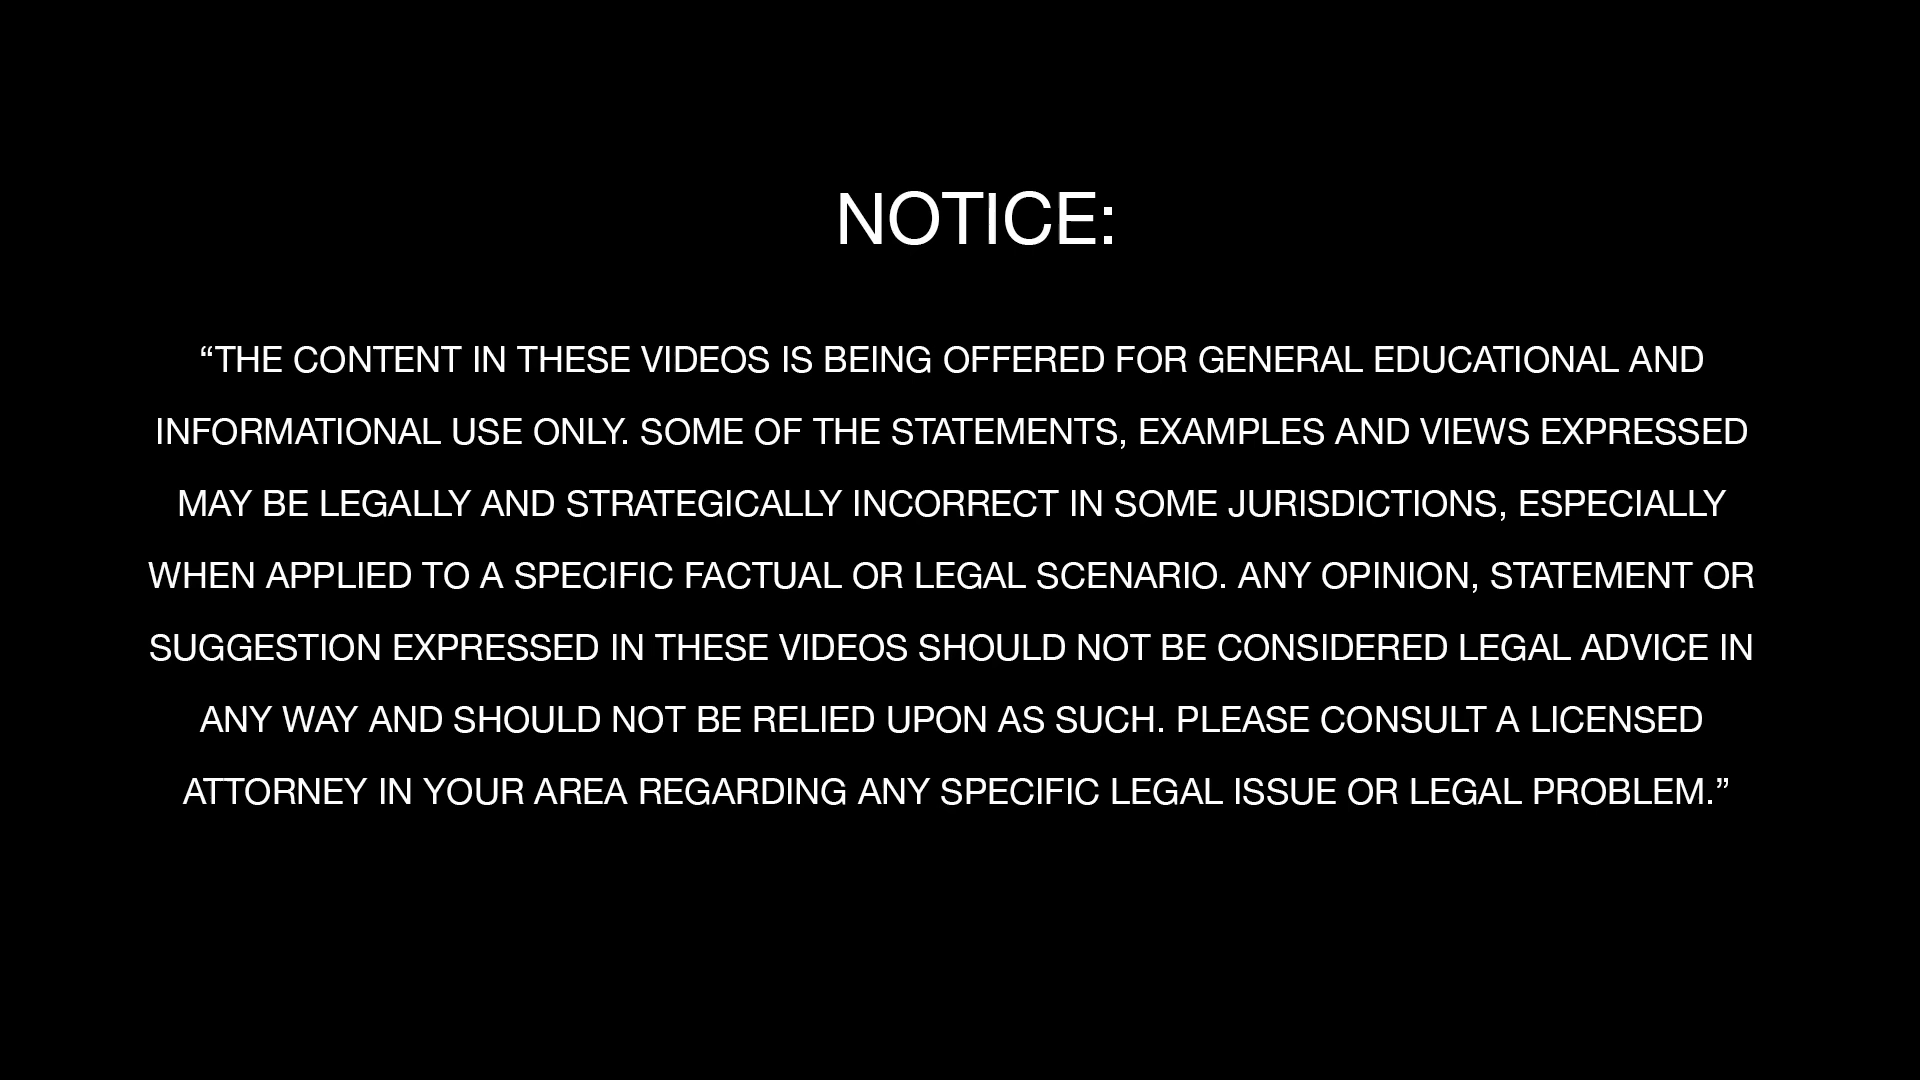 NOTICE:
“THE CONTENT IN THESE VIDEOS IS BEING OFFERED FOR GENERAL EDUCATIONAL AND
INFORMATIONAL USE ONLY. SOME OF THE STATEMENTS, EXAMPLES AND VIEWS EXPRESSED
MAY BE LEGALLY AND STRATEGICALLY INCORRECT IN SOME JURISDICTIONS, ESPECIALLY
WHEN APPLIED TO A SPECIFIC FACTUAL OR LEGAL SCENARIO. ANY OPINION, STATEMENT OR
SUGGESTION EXPRESSED IN THESE VIDEOS SHOULD NOT BE CONSIDERED LEGAL ADVICE IN
ANY WAY AND SHOULD NOT BE RELIED UPON AS SUCH. PLEASE CONSULT A LICENSED
ATTORNEY IN YOUR AREA REGARDING ANY SPECIFIC LEGAL ISSUE OR LEGAL PROBLEM.”